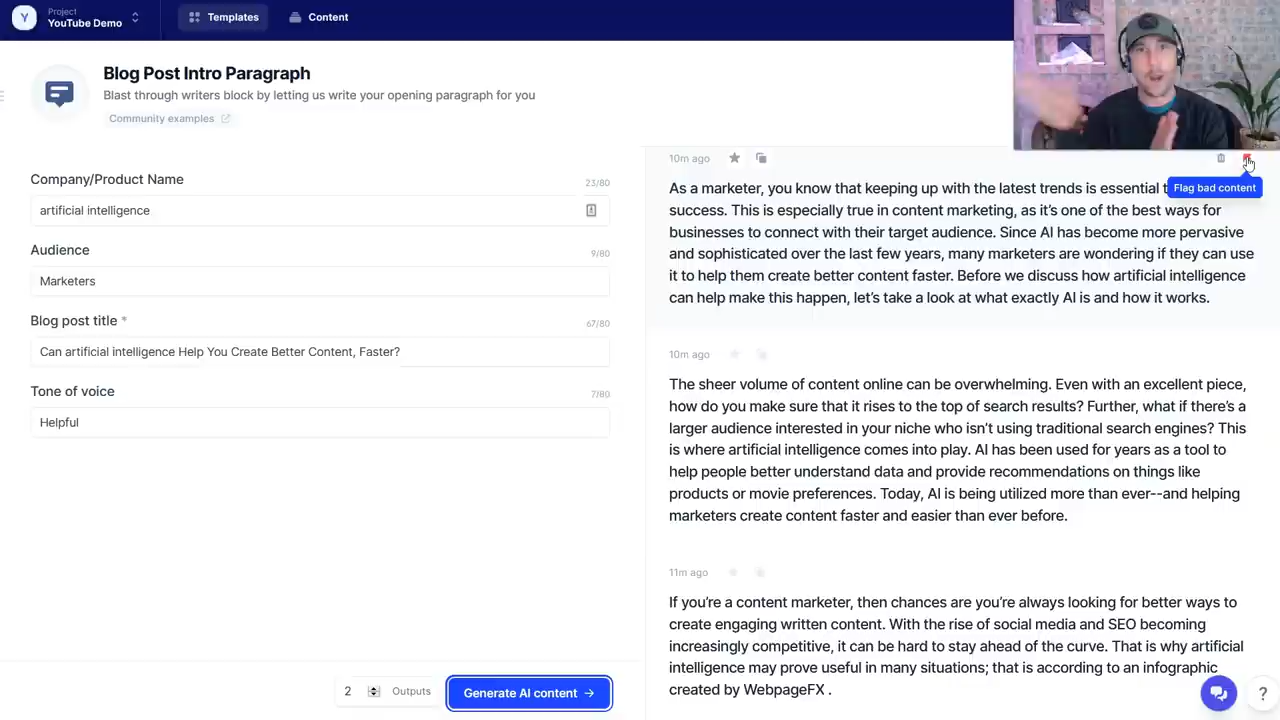 Y
Project
YouTube Demo
Templates
Content
Blog Post Intro Paragraph
Blast through writers block by letting us write your opening paragraph for you
Community examples
Company/Product Name
23/80
artificial intelligence
Audience
9/80
Marketers
Blog post title *
67/80
Can artificial intelligence Help You Create Better Content, Faster?
Tone of voice
7/80
Helpful
2
Outputs
Generate AI content →
10m ago
Flag bad content
As a marketer, you know that keeping up with the latest trends is essential
success. This is especially true in content marketing, as it's one of the best ways for
businesses to connect with their target audience. Since AI has become more pervasive
and sophisticated over the last few years, many marketers are wondering if they can use
it to help them create better content faster. Before we discuss how artificial intelligence
can help make this happen, let's take a look at what exactly AI is and how it works.
10m ago
The sheer volume of content online can be overwhelming. Even with an excellent piece,
how do you make sure that it rises to the top of search results? Further, what if there's a
larger audience interested in your niche who isn't using traditional search engines? This
is where artificial intelligence comes into play. AI has been used for years as a tool to
help people better understand data and provide recommendations on things like
products or movie preferences. Today, AI is being utilized more than ever--and helping
marketers create content faster and easier than ever before.
11m ago
If you're a content marketer, then chances are you're always looking for better ways to
create engaging written content. With the rise of social media and SEO becoming
increasingly competitive, it can be hard to stay ahead of the curve. That is why artificial
intelligence may prove useful in many situations; that is according to an infographic
created by WebpageFX .
?